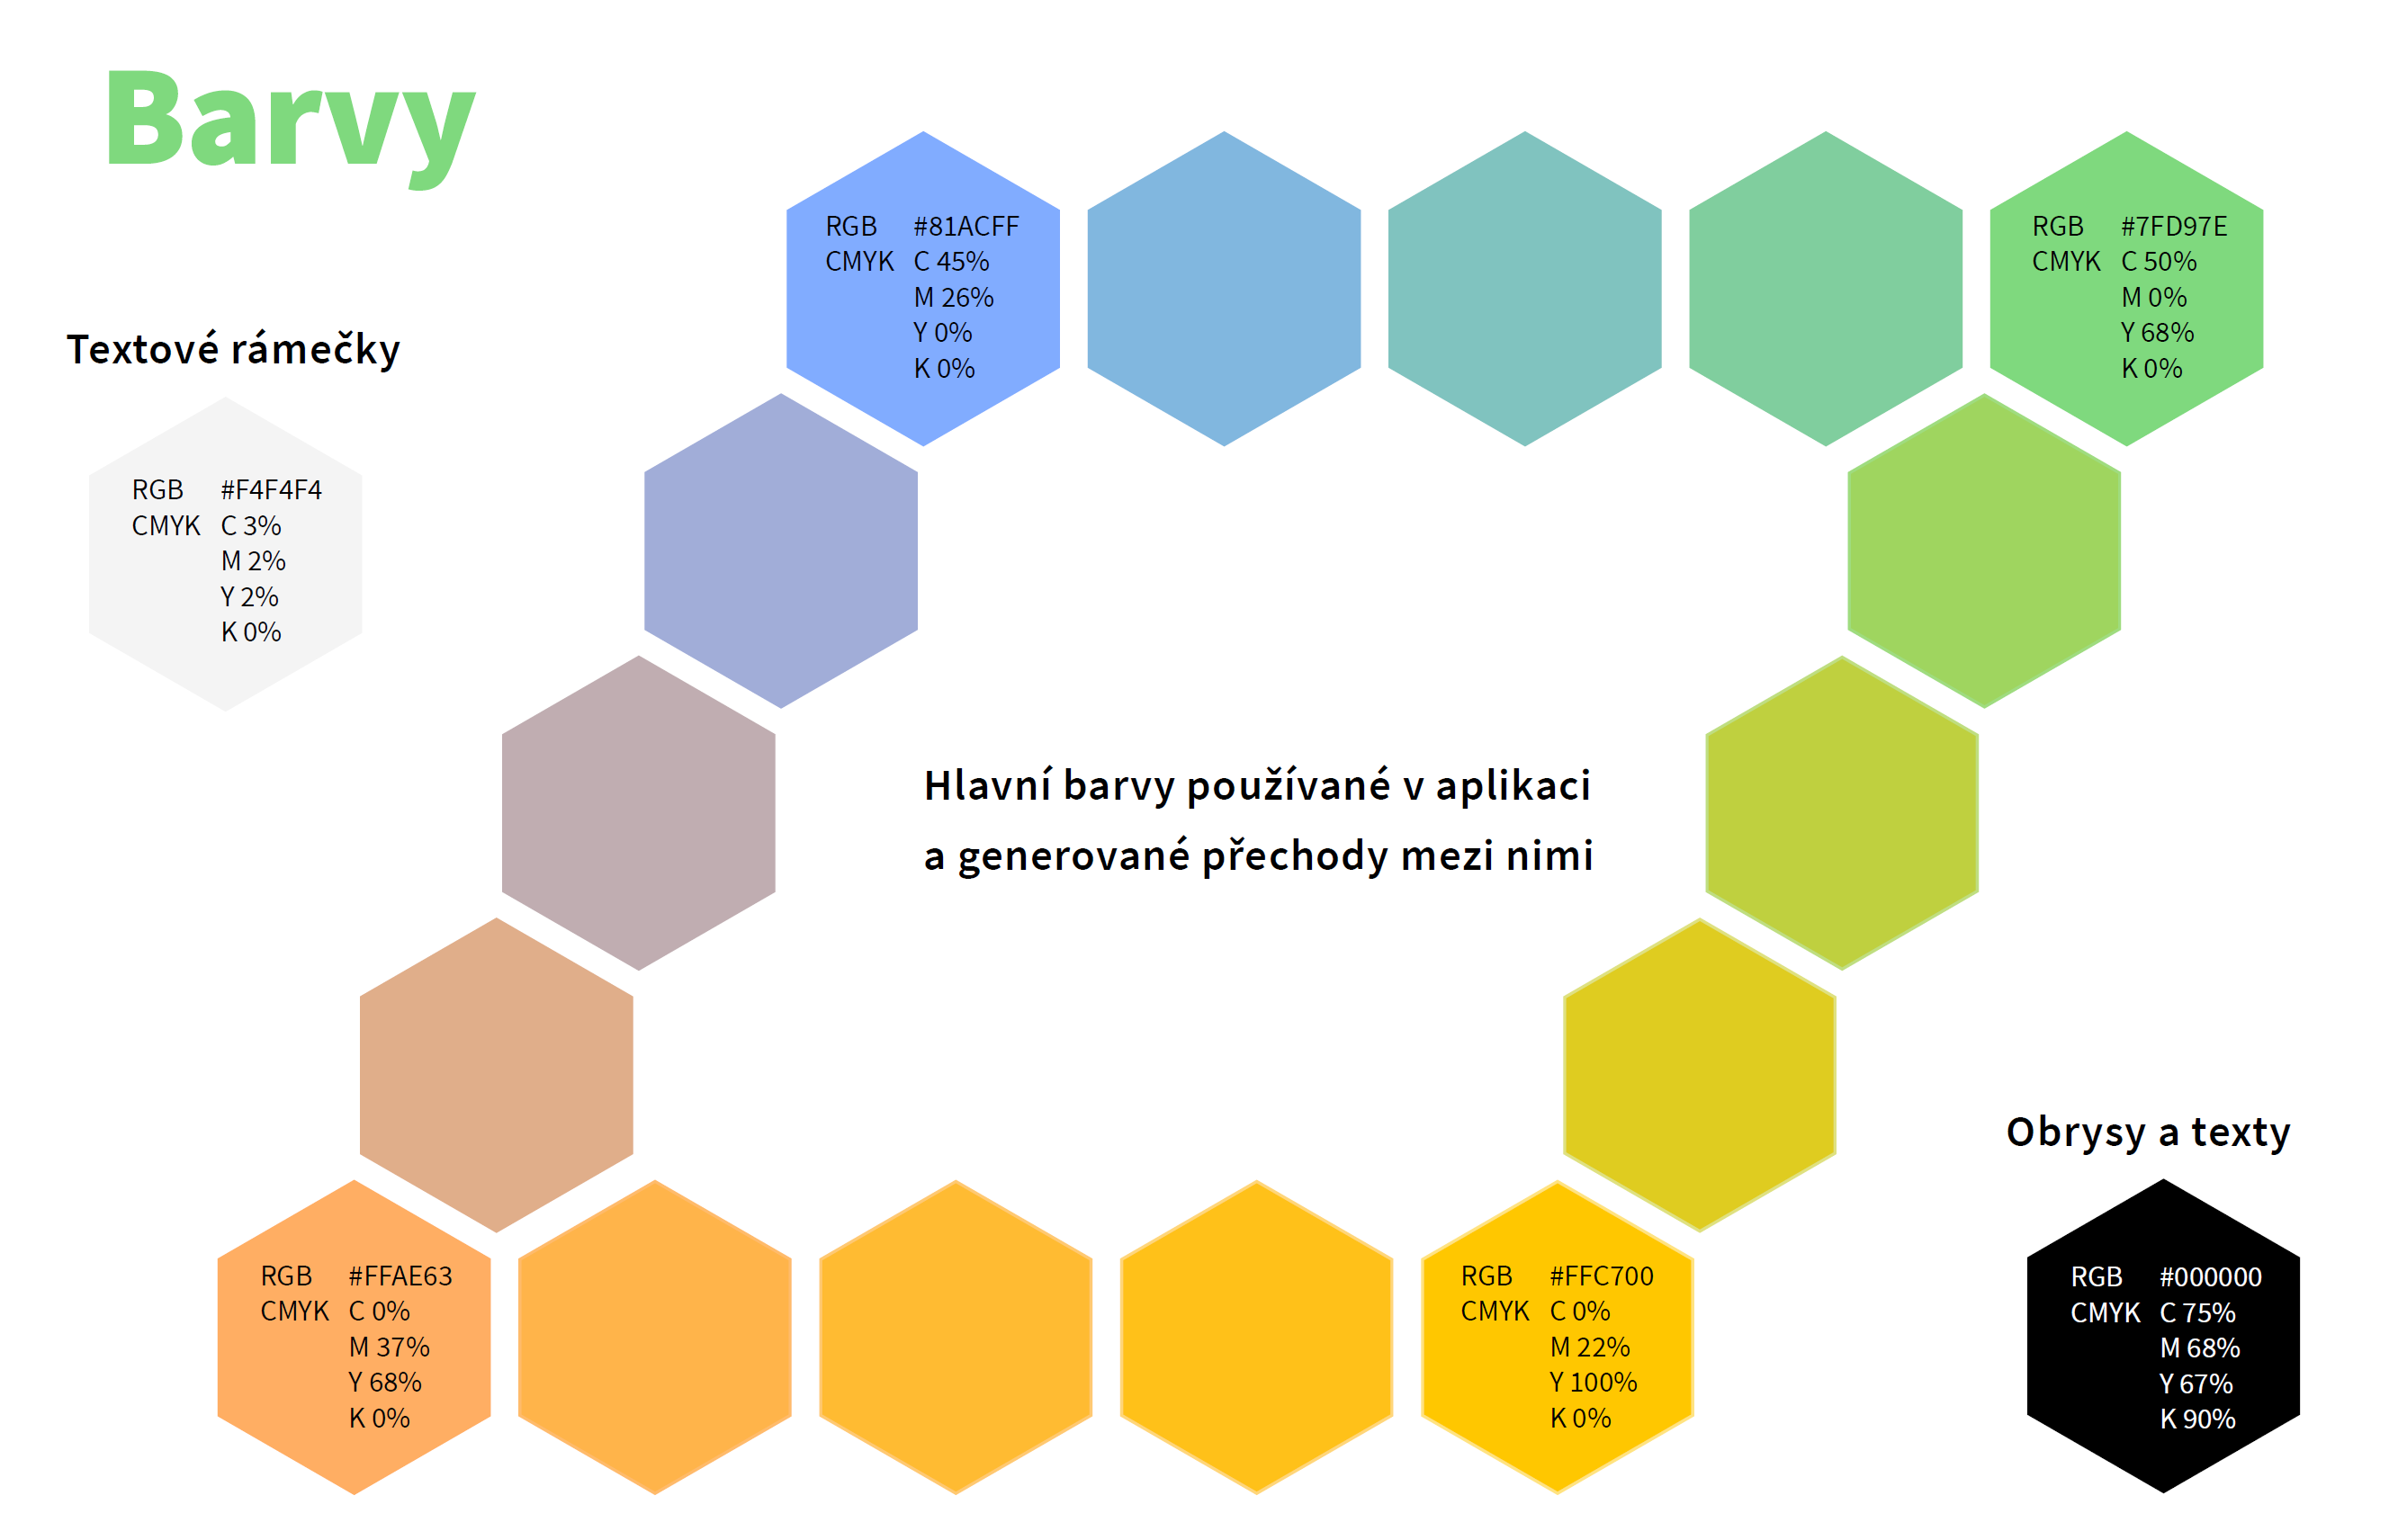 Barvy
RGB #81ACFF
CMYK C 45%
M 26%
Y 0%
K 0%
RGB #7FD97E
CMYK C 50%
M 0%
Y 68%
K 0%
Textové rámečky
RGB #F4F4F4
CMYK C 3%
M 2%
Y 2%
K 0%
Hlavní barvy používané v aplikaci
a generované přechody mezi nimi
RGB #FFAE63
CMYK C 0%
M 37%
Y 68%
K 0%
RGB #FFC700
CMYK C 0%
M 22%
Y 100%
K 0%
Obrysy a texty
RGB #000000
CMYK C 75%
M 68%
Y 67%
K 90%